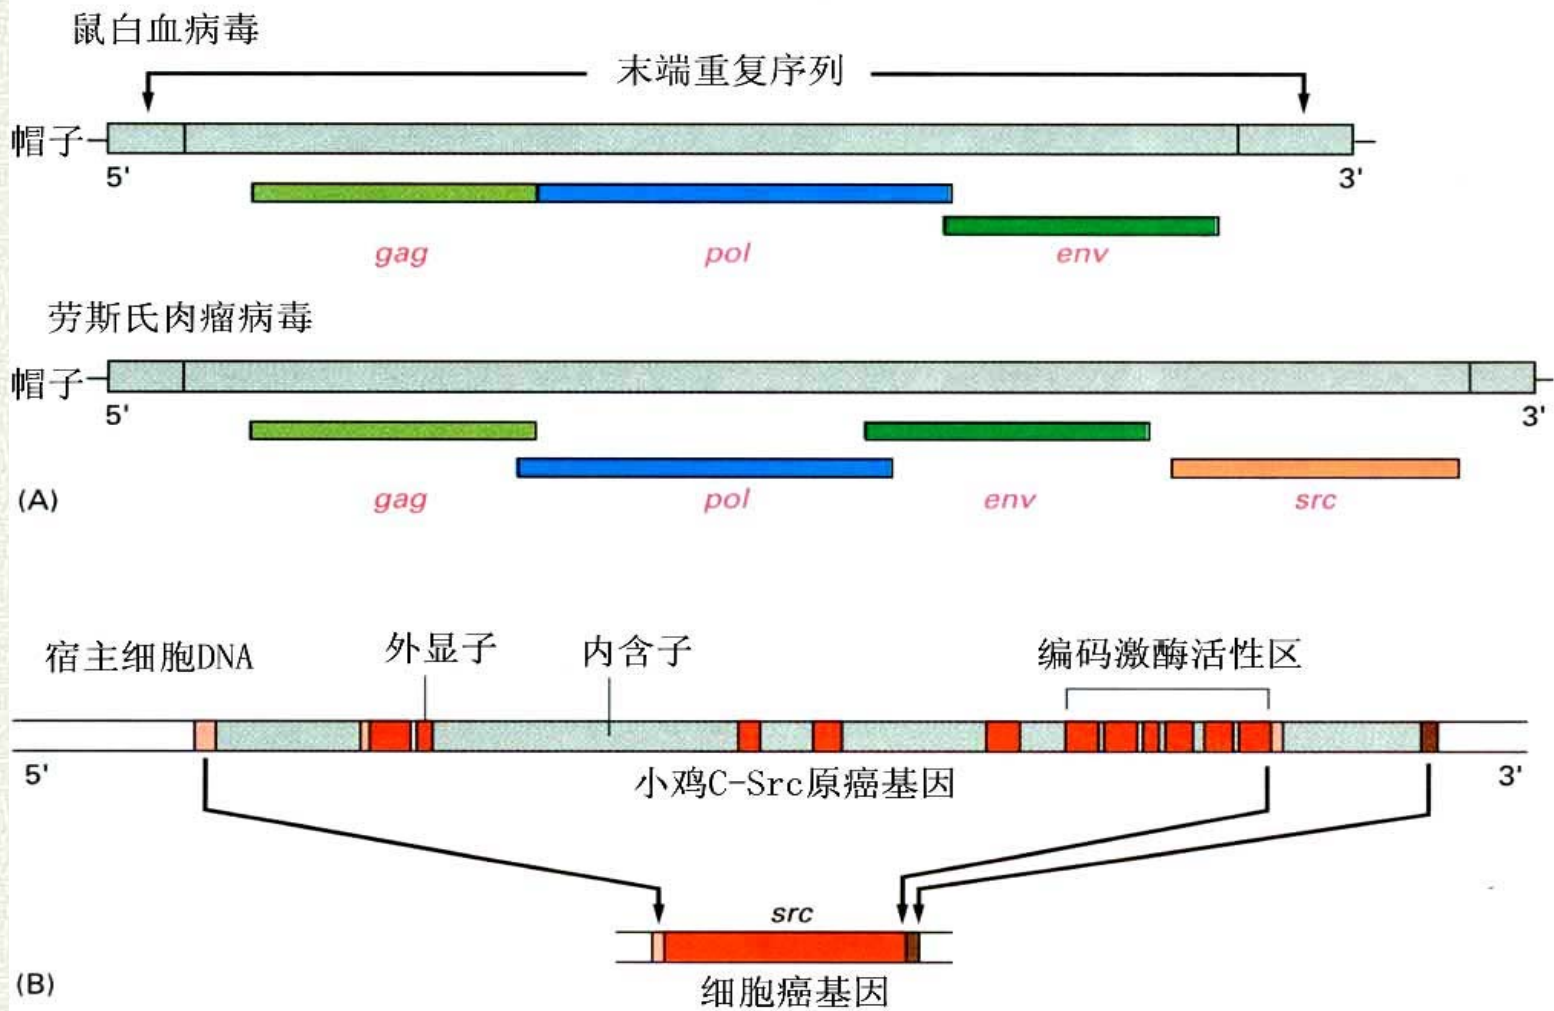 鼠白血病毒
末端重复序列
帽子
5'
3'
gag
pol
env
劳斯氏肉瘤病毒
帽子
5'
3'
gag
pol
env
src
(A)
宿主细胞DNA
外显子
内含子
编码激酶活性区
5'
小鸡C-Src原癌基因
3'
src
细胞癌基因
(B)